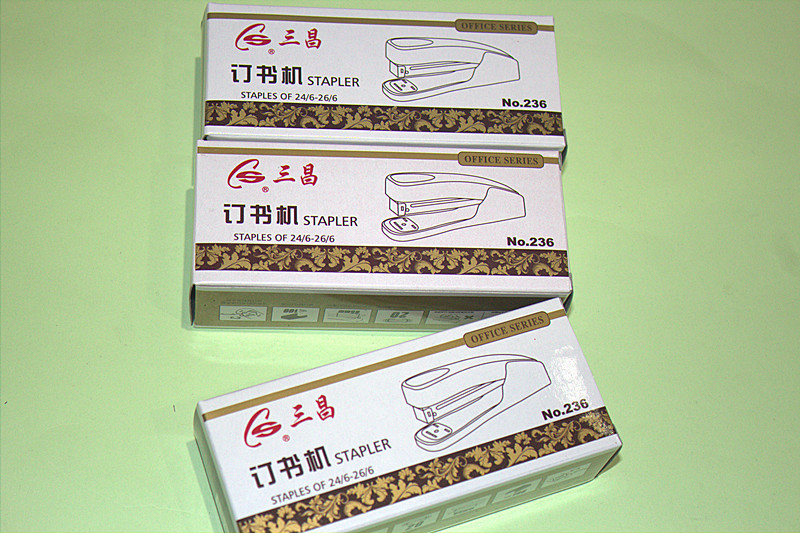 OFFICE SERIES
三昌
®
订书机 STAPLER
STAPLES OF 24/6-26/6
No.236
OFFICE SERIES
三昌
®
订书机 STAPLER
STAPLES OF 24/6-26/6
No.236
OFFICE SERIES
三昌
®
订书机 STAPLER
STAPLES OF 24/6-26/6
No.236